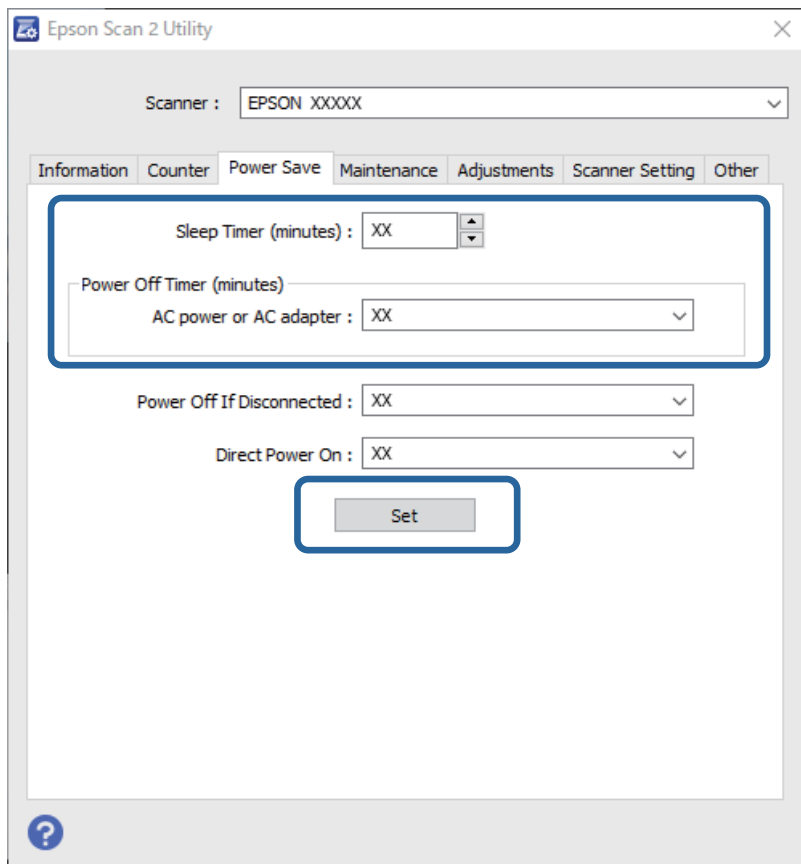 Epson Scan 2 Utility
Scanner : EPSON XXXXX
Information Counter Power Save Maintenance Adjustments Scanner Setting Other
Sleep Timer (minutes) : XX
Power Off Timer (minutes)
AC power or AC adapter : XX
Power Off If Disconnected : XX
Direct Power On : XX
Set
?